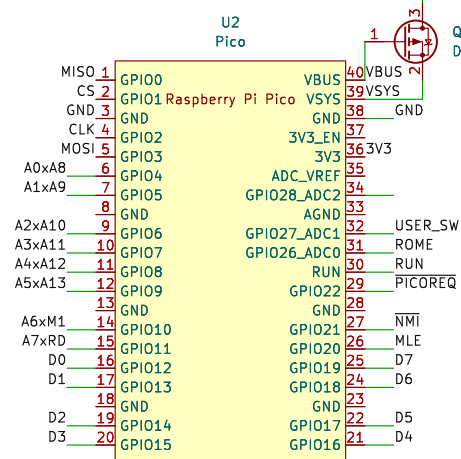 U2
Pico
3
Q
1
D
2
MISO 1 GPIO0 VBUS 40 VBUS
CS 2 GPIO1 Raspberry Pi Pico VSYS 39 VSYS
GND 3 GND GND 38 GND
CLK 4 GPIO2 3V3_EN 37
MOSI 5 GPIO3 3V3 36 3V3
A0xA8 6 GPIO4 ADC_VREF 35
A1xA9 7 GPIO5 GPIO28_ADC2 34
8 GND AGND 33
A2xA10 9 GPIO6 GPIO27_ADC1 32 USER_SW
A3xA11 10 GPIO7 GPIO26_ADC0 31 ROME
A4xA12 11 GPIO8 RUN 30 RUN
A5xA13 12 GPIO9 GPIO22 29 PICOREQ
13 GND GND 28
A6xM1 14 GPIO10 GPIO21 27 NMI
A7xRD 15 GPIO11 GPIO20 26 MLE
D0 16 GPIO12 GPIO19 25 D7
D1 17 GPIO13 GPIO18 24 D6
18 GND GND 23
D2 19 GPIO14 GPIO17 22 D5
D3 20 GPIO15 GPIO16 21 D4